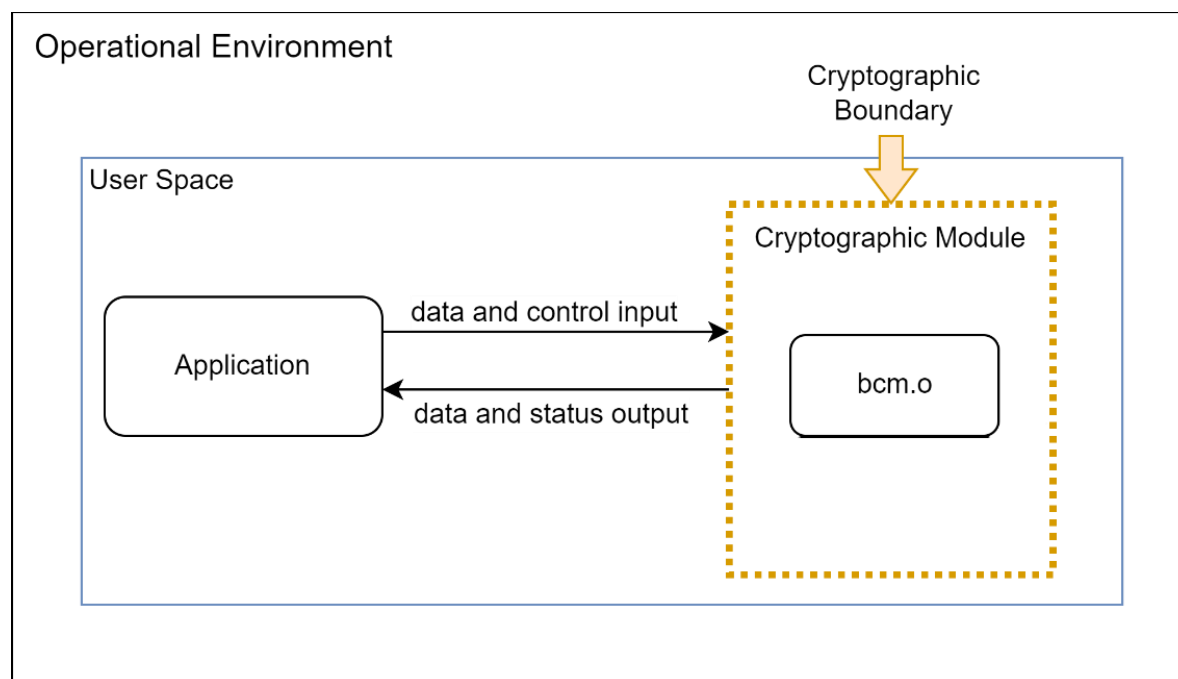 Operational Environment
Cryptographic
Boundary
User Space
Cryptographic Module
data and control input
Application
bcm.o
data and status output